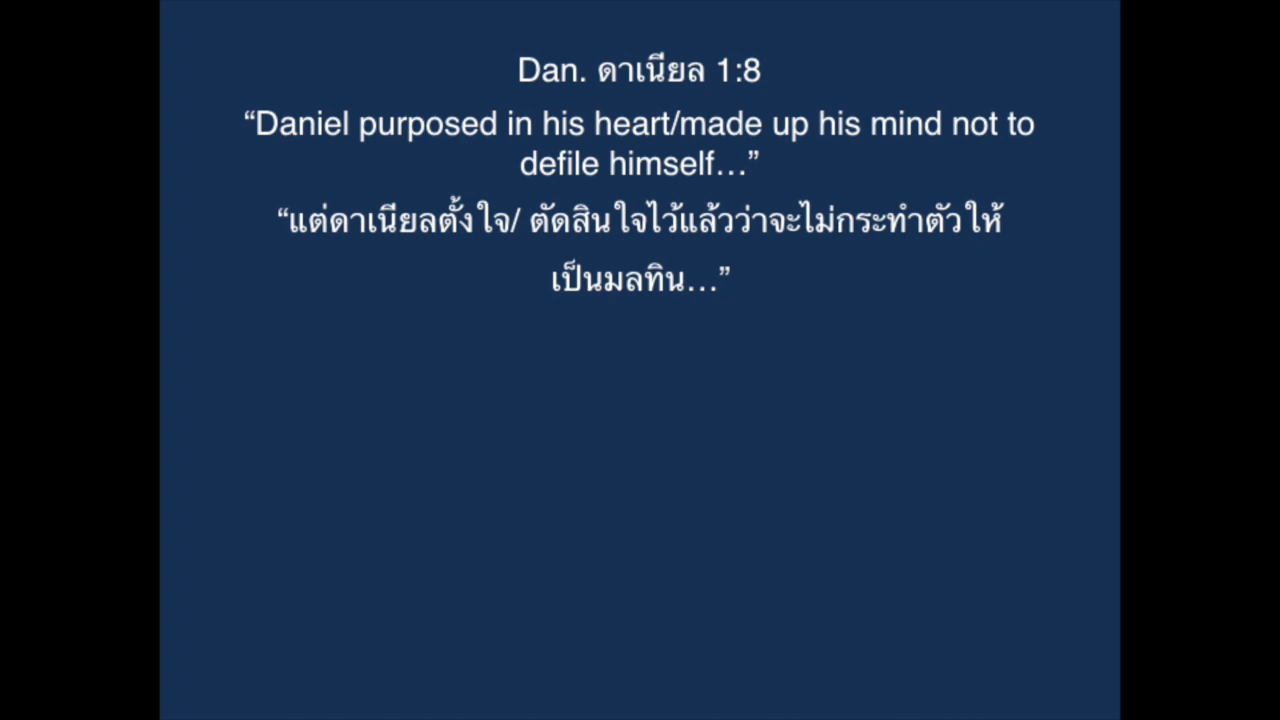 Dan. ดาเนียล 1:8
“Daniel purposed in his heart/made up his mind not to
defile himself…”
“แต่ดาเนียลตั้งใจ/ ตัดสินใจไว้แล้วว่าจะไม่กระทำตัวให้
เป็นมลทิน…”